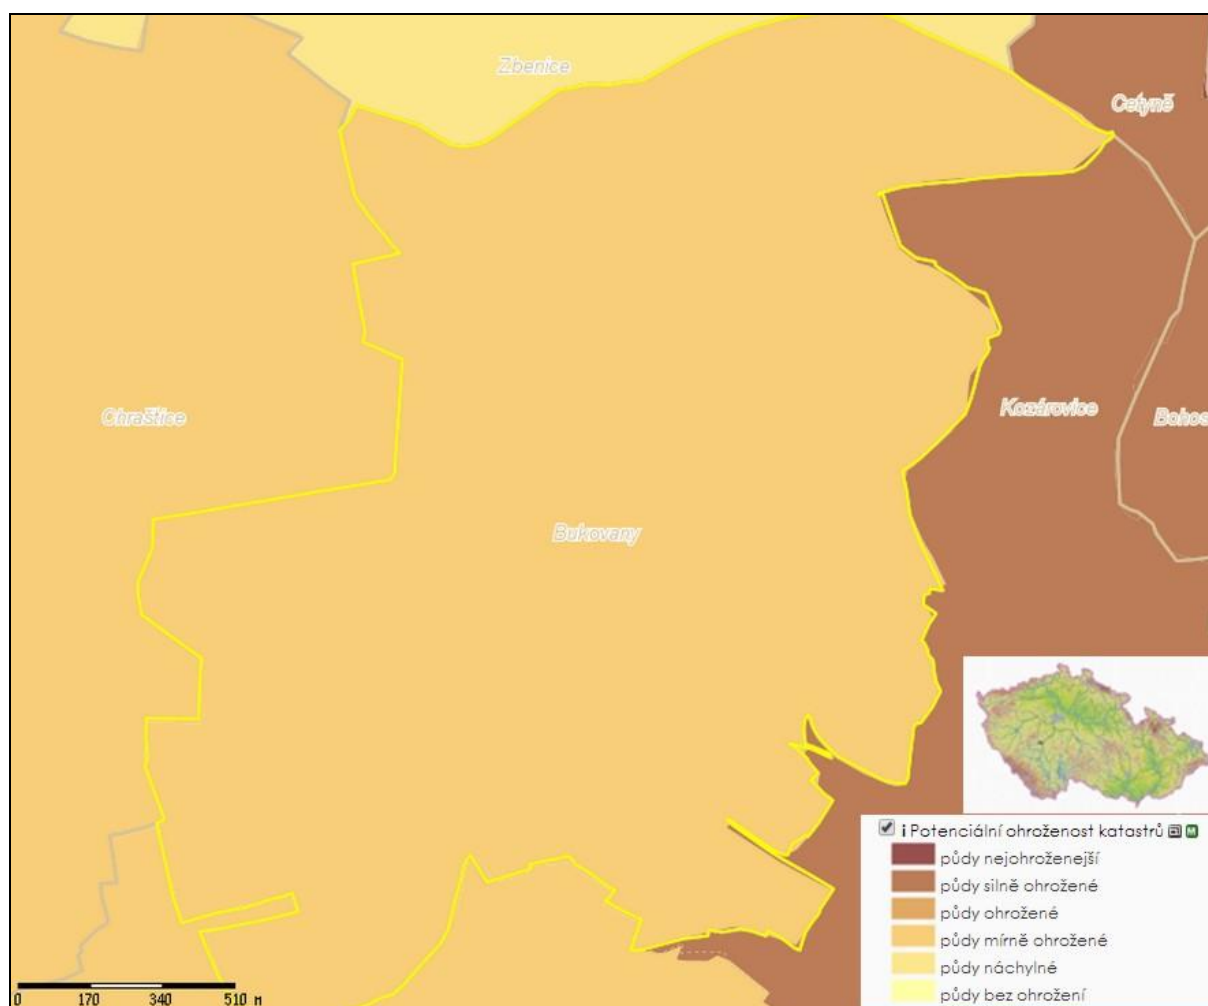 Zbenice
Cetyně
Chraštice
Kozárovice
Bohos
Bukovany
i Potenciální ohroženost katastrů
půdy nejohroženejší
půdy silně ohrožené
půdy ohrožené
půdy mírně ohrožené
půdy náchylné
půdy bez ohrožení
0 170 340 510 м